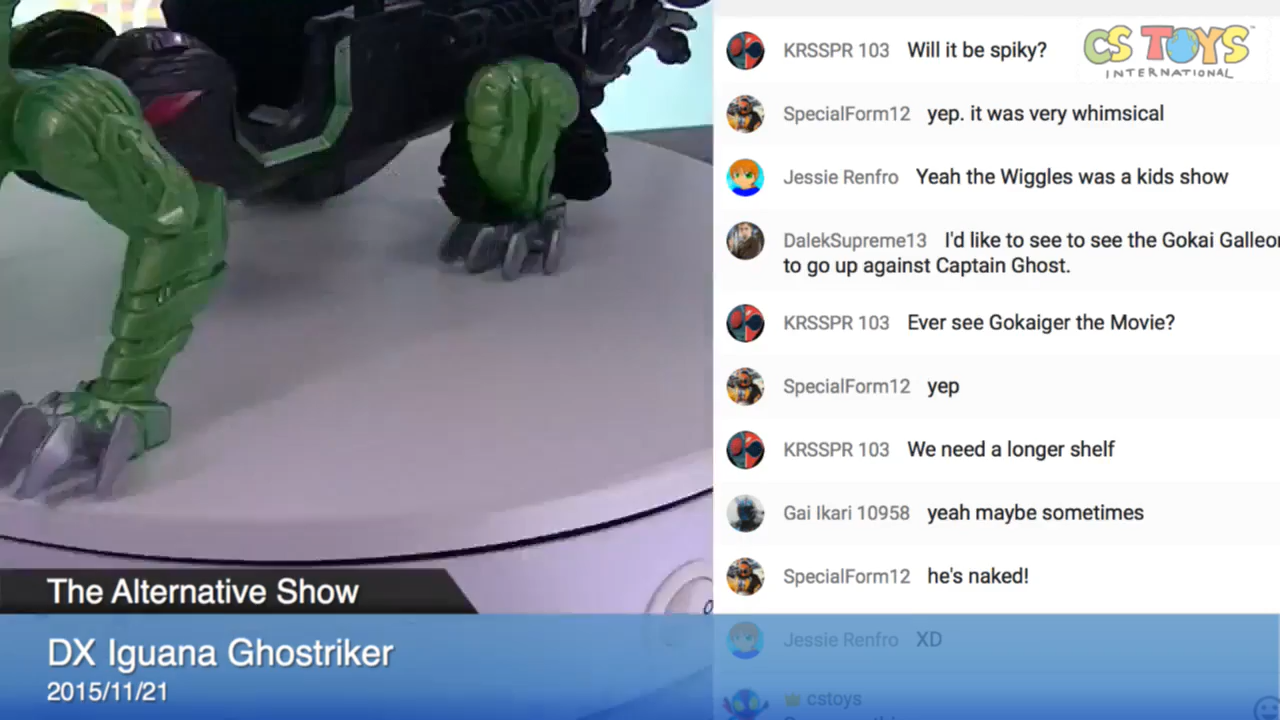 KRSSPR 103 Will it be spiky?
CS TOYS
INTERNATIONAL
SpecialForm12 yep. it was very whimsical
Jessie Renfro Yeah the Wiggles was a kids show
DalekSupreme13 I'd like to see to see the Gokai Galleo
to go up against Captain Ghost.
KRSSPR 103 Ever see Gokaiger the Movie?
SpecialForm12 yep
KRSSPR 103 We need a longer shelf
Gai Ikari 10958 yeah maybe sometimes
SpecialForm12 he's naked!
Jessie Renfro XD
cstoys
The Alternative Show
DX Iguana Ghostriker
2015/11/21